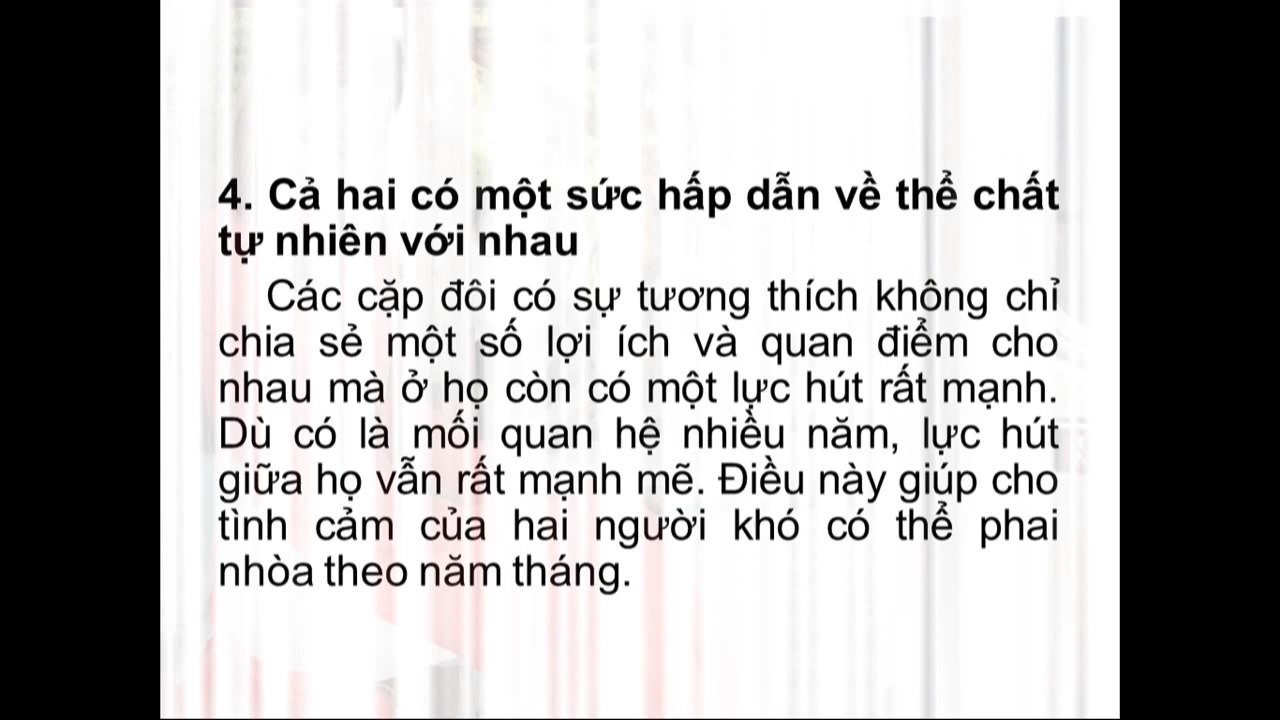 4. Cả hai có một sức hấp dẫn về thể chất
tự nhiên với nhau
Các cặp đôi có sự tương thích không chỉ
chia sẻ một số lợi ích và quan điểm cho
nhau mà ở họ còn có một lực hút rất mạnh.
Dù có là mối quan hệ nhiều năm, lực hút
giữa họ vẫn rất mạnh mẽ. Điều này giúp cho
tình cảm của hai người khó có thể phai
nhòa theo năm tháng.